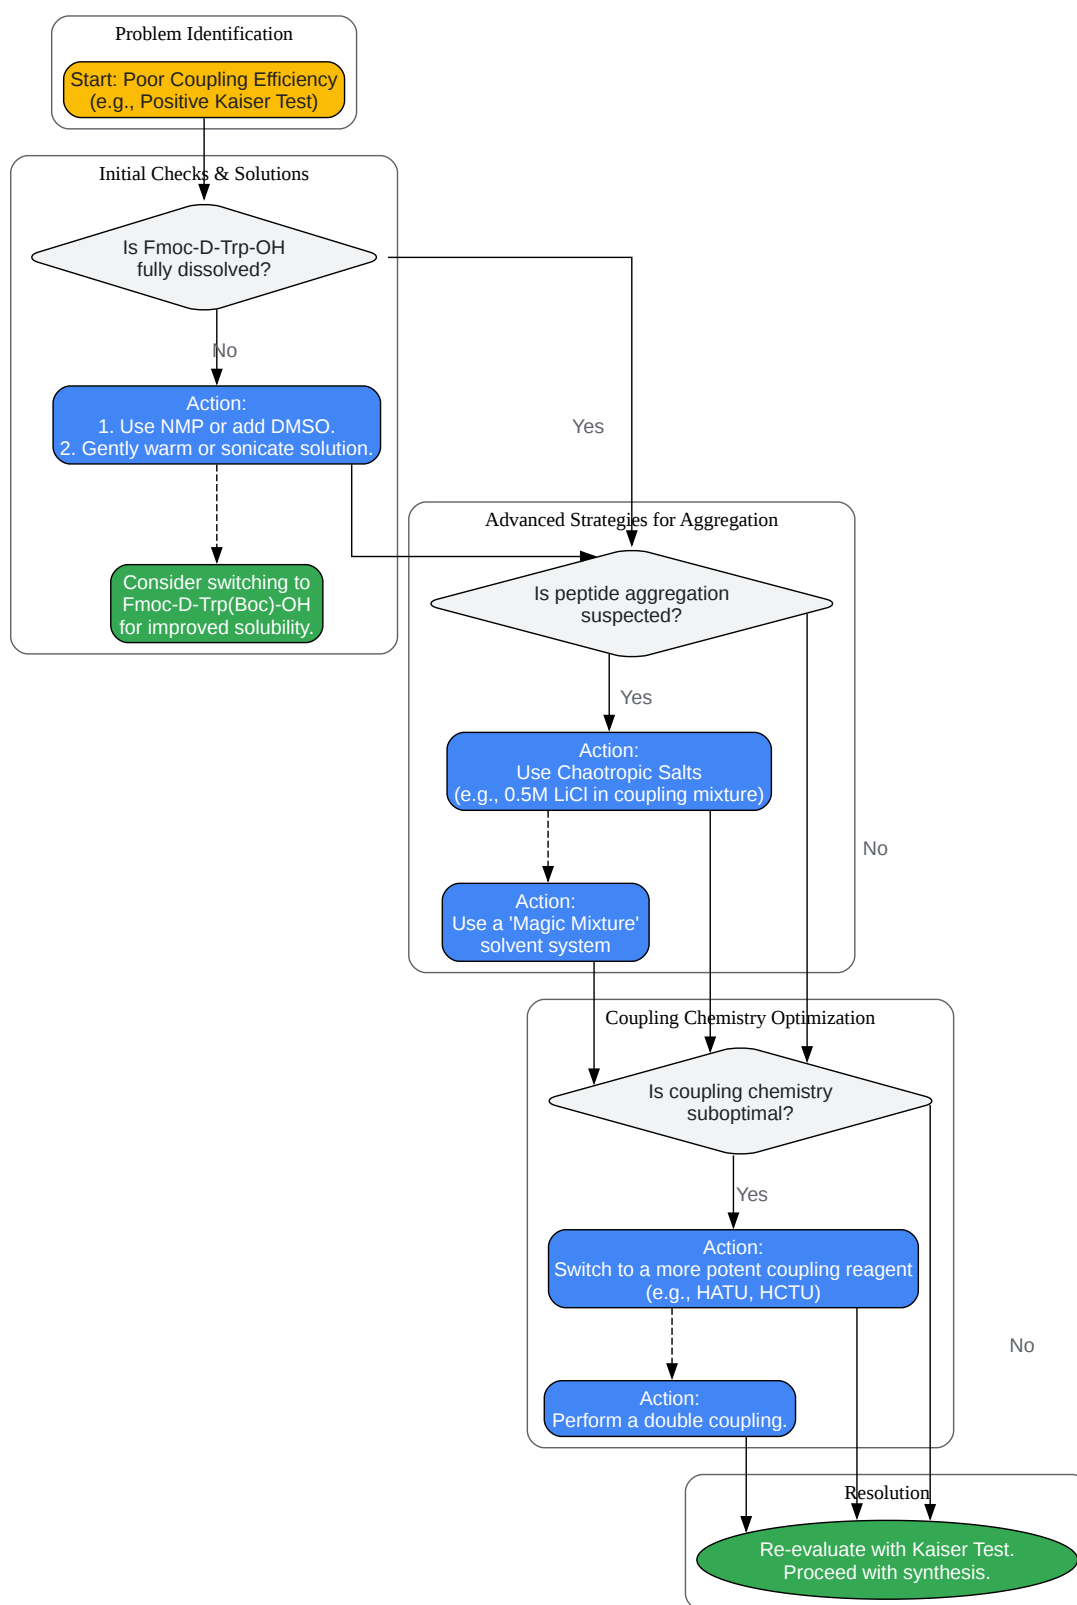 Problem Identification
Start: Poor Coupling Efficiency
(e.g., Positive Kaiser Test)
Initial Checks & Solutions
Is Fmoc-D-Trp-OH
fully dissolved?
No
Action:
1. Use NMP or add DMSO.
2. Gently warm or sonicate solution.
Yes
Consider switching to
Fmoc-D-Trp(Boc)-OH
for improved solubility.
Advanced Strategies for Aggregation
Is peptide aggregation
suspected?
Yes
Action:
Use Chaotropic Salts
(e.g., 0.5M LiCl in coupling mixture)
No
Action:
Use a 'Magic Mixture'
solvent system
Coupling Chemistry Optimization
Is coupling chemistry
suboptimal?
Yes
Action:
Switch to a more potent coupling reagent
(e.g., HATU, HCTU)
No
Action:
Perform a double coupling.
Resolution
Re-evaluate with Kaiser Test.
Proceed with synthesis.